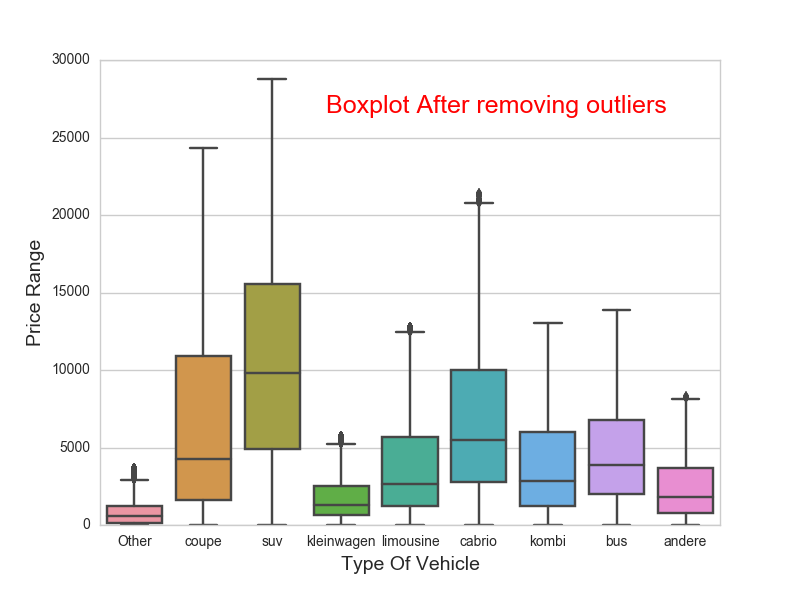 30000
Boxplot After removing outliers
25000
20000
15000
10000
5000
0
Price Range
Other coupe suv kleinwagen limousine cabrio kombi bus andere
Type Of Vehicle